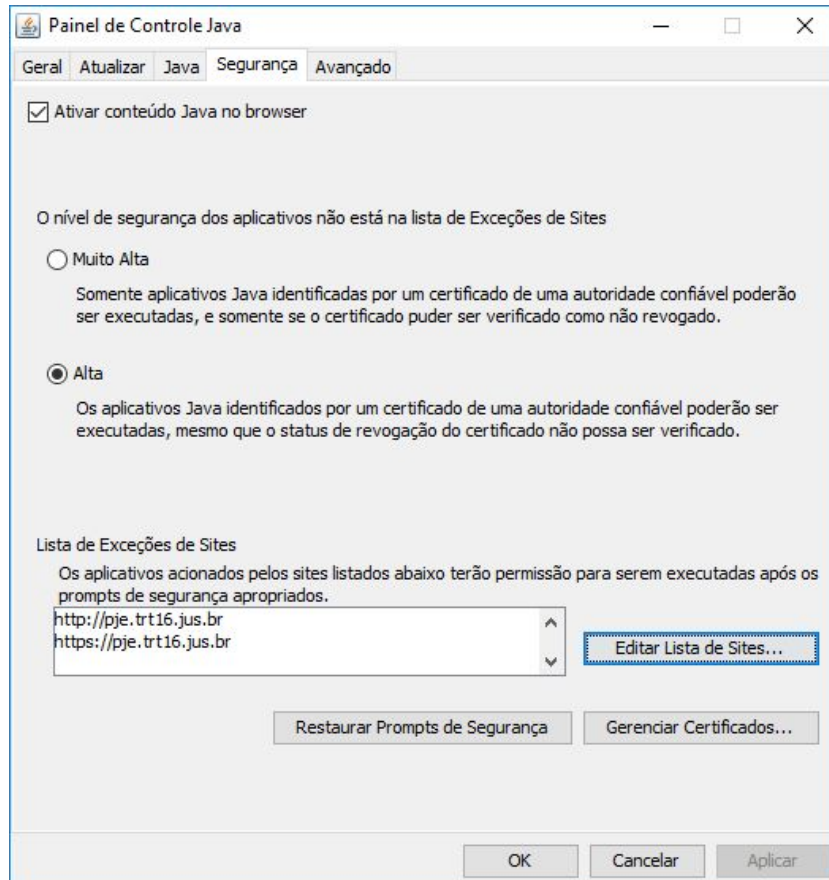 Painel de Controle Java
Geral Atualizar Java Segurança Avançado
Ativar conteúdo Java no browser
O nível de segurança dos aplicativos não está na lista de Exceções de Sites
Muito Alta
Somente aplicativos Java identificadas por um certificado de uma autoridade confiável poderão
ser executadas, e somente se o certificado puder ser verificado como não revogado.
Alta
Os aplicativos Java identificados por um certificado de uma autoridade confiável poderão ser
executadas, mesmo que o status de revogação do certificado não possa ser verificado.
Lista de Exceções de Sites
Os aplicativos acionados pelos sites listados abaixo terão permissão para serem executadas após os
prompts de segurança apropriados.
http://pje.trt16.jus.br
https://pje.trt16.jus.br
Editar Lista de Sites...
Restaurar Prompts de Segurança Gerenciar Certificados...
OK Cancelar Aplicar